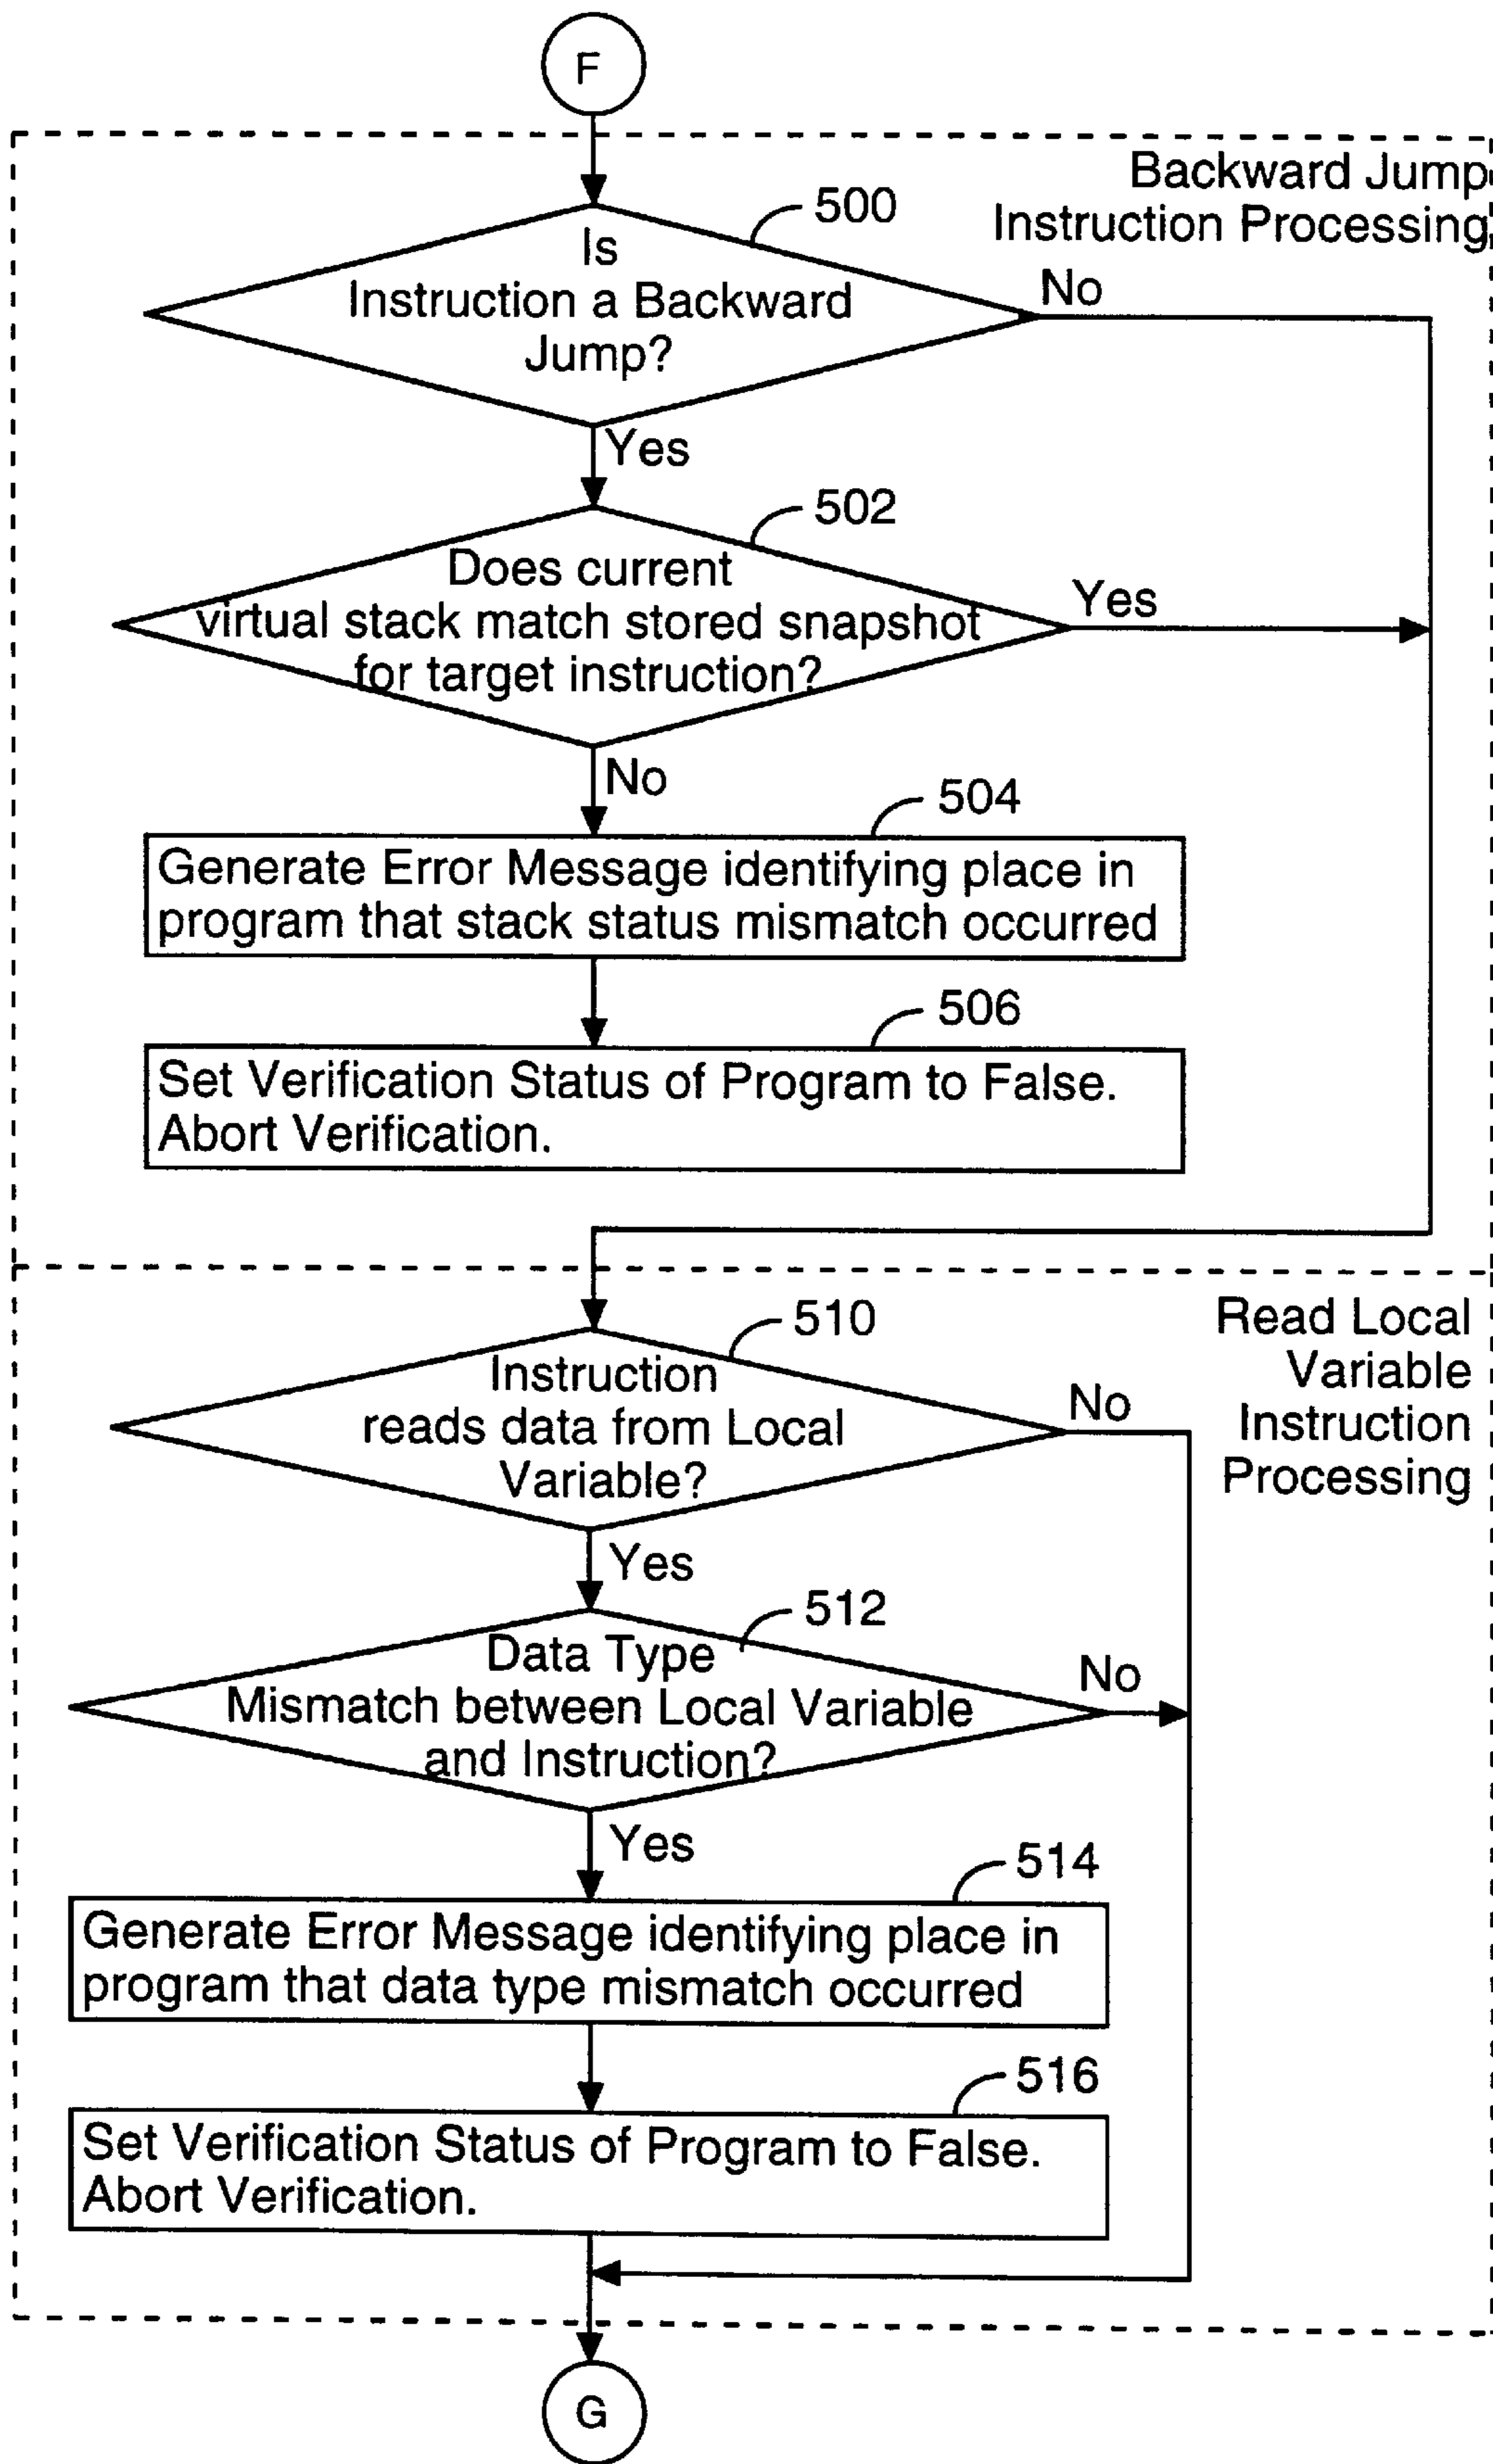 F
Backward Jump
Instruction Processing
500
Is
Instruction a Backward
Jump?
No
Yes
502
Does current
virtual stack match stored snapshot
for target instruction?
Yes
No
504
Generate Error Message identifying place in
program that stack status mismatch occurred
506
Set Verification Status of Program to False.
Abort Verification.
Read Local
Variable
Instruction
Processing
510
Instruction
reads data from Local
Variable?
No
Yes
512
Data Type
Mismatch between Local Variable
and Instruction?
No
Yes
514
Generate Error Message identifying place in
program that data type mismatch occurred
516
Set Verification Status of Program to False.
Abort Verification.
G